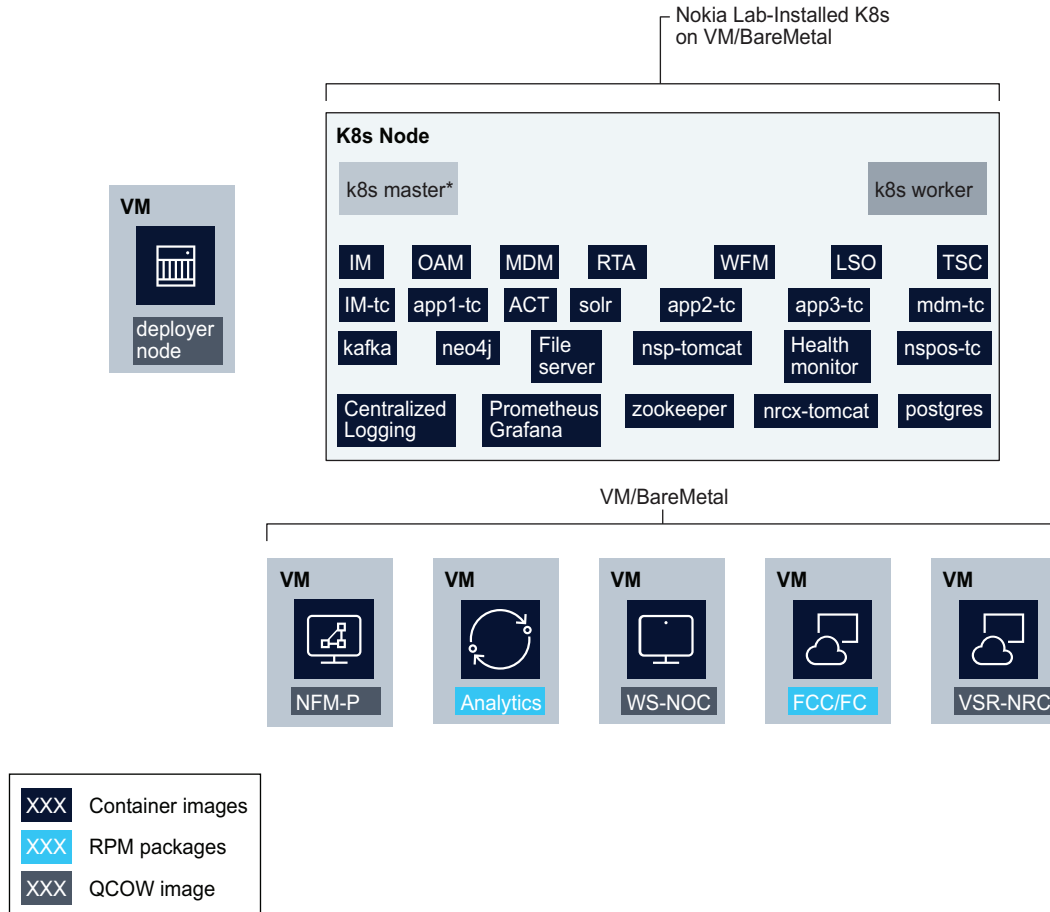 Nokia Lab-Installed K8s
on VM/BareMetal
K8s Node
k8s master*
k8s worker
VM
deployer
node
IM OAM MDM RTA WFM LSO TSC
IM-tc app1-tc ACT solr app2-tc app3-tc mdm-tc
kafka neo4j File
server nsp-tomcat Health
monitor nspos-tc
Centralized
Logging
Prometheus
Grafana
zookeeper nrcx-tomcat postgres
VM/BareMetal
VM VM VM VM VM
NFM-P Analytics WS-NOC FCC/FC VSR-NRC
XXX Container images
XXX RPM packages
XXX QCOW image